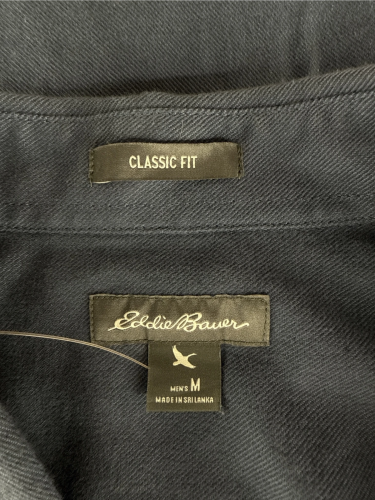 CLASSIC FIT
Eddie Bauer
MEN'S M
MADE IN SRI LANKA